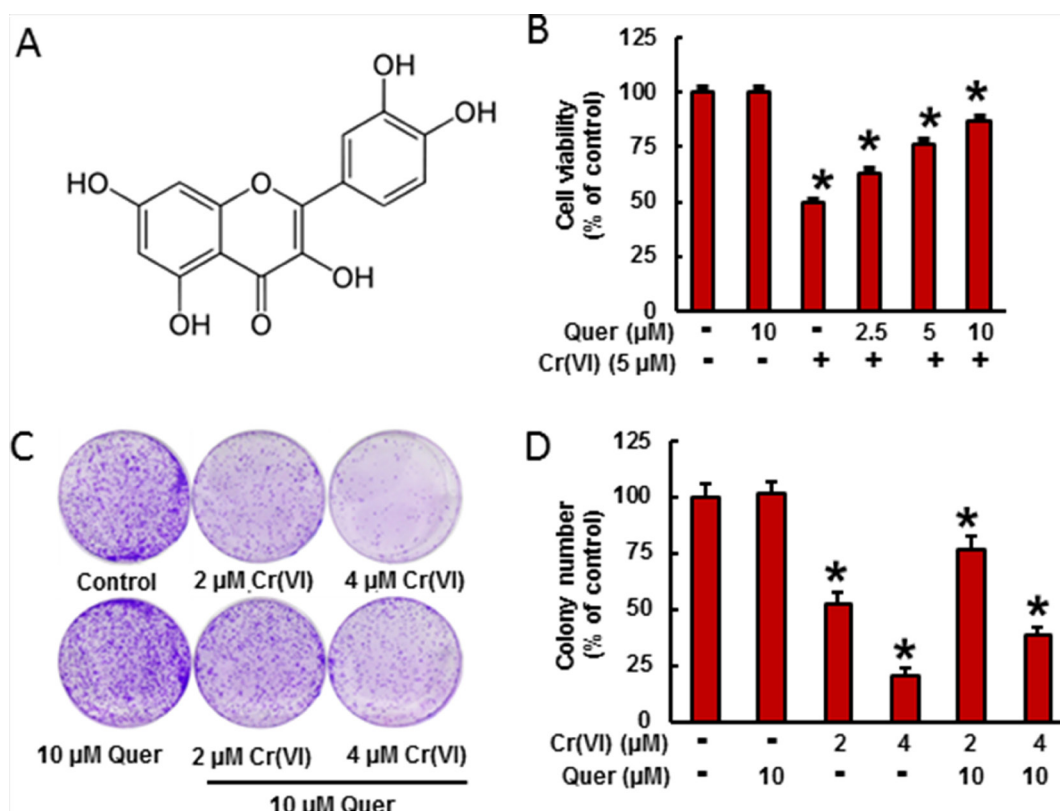 A
OH
OH
HO
O
OH
OH
O
B
Cell viability
(% of control)
125
100
75
50
25
0
* * * *
Quer (µM) - 10 - 2.5 5 10
Cr(VI) (5 µM) - - + + + +
C
Control 2 µM Cr(VI) 4 µM Cr(VI)
10 µM Quer 2 µM Cr(VI) 4 µM Cr(VI)
10 µM Quer
D
Colony number
(% of control)
125
100
75
50
25
0
* * * *
Cr(VI) (µM) - - 2 4 2 4
Quer (µM) - 10 - - 10 10